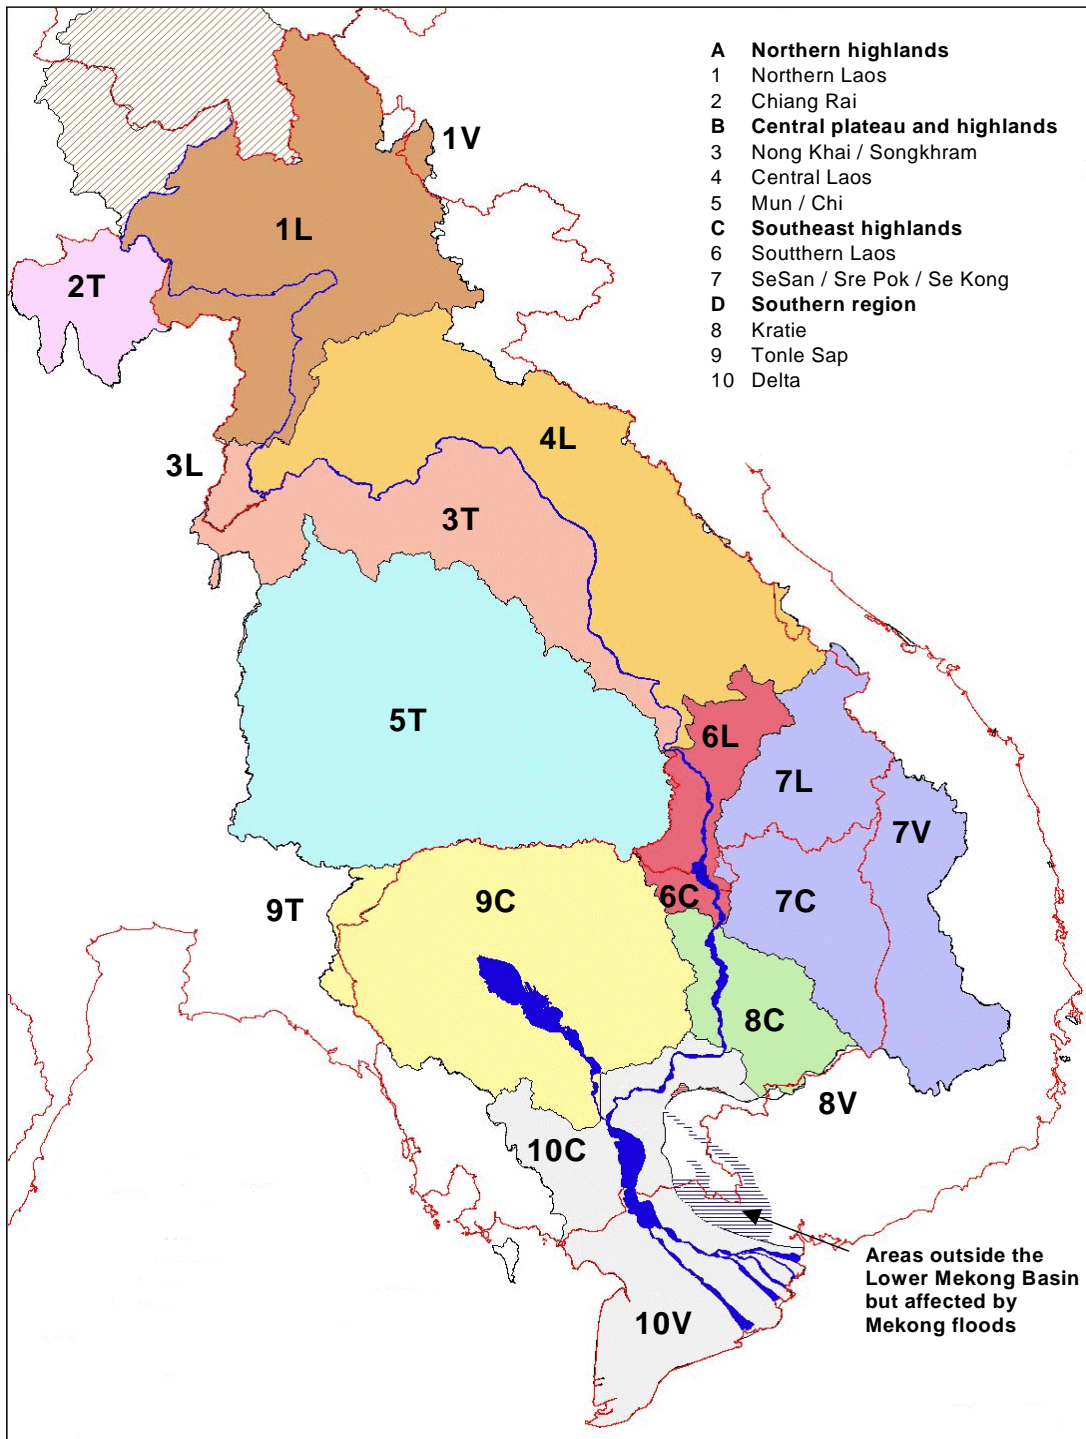 A Northern highlands
1 Northern Laos
2 Chiang Rai
B Central plateau and highlands
3 Nong Khai / Songkhram
4 Central Laos
5 Mun / Chi
C Southeast highlands
6 Soutthern Laos
7 SeSan / Sre Pok / Se Kong
D Southern region
8 Kratie
9 Tonle Sap
10 Delta
1V
1L
2T
4L
3L
3T
5T
6L
7L
7V
6C
7C
9T
9C
8C
8V
10C
Areas outside the
Lower Mekong Basin
but affected by
Mekong floods
10V